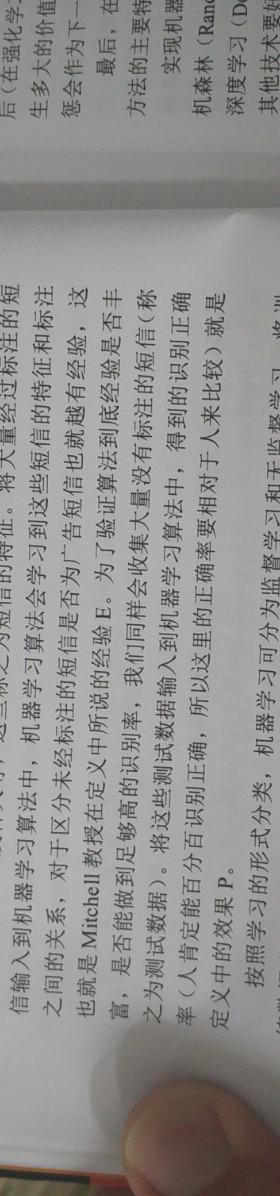 这些称之为短信的特征。将大量经过标注的短
信输入到机器学习算法中，机器学习算法会学习到这些短信的特征和标注
之间的关系，对于区分未经标注的短信是否为广告短信也就越有经验，这
也就是 Mitchell 教授在定义中所说的经验 E。为了验证算法到底经验是否丰
富，是否能做到足够高的识别率，我们同样会收集大量没有标注的短信（称
之为测试数据）。将这些测试数据输入到机器学习算法中，得到的识别正确
率（人肯定能百分百识别正确，所以这里的正确率要相对于人来比较）就是
定义中的效果 P。
按照学习的形式分类，机器学习可分为监督学习和无监督学习
后（在强化学
生多大的价值
惩会作为下一
最后，在
方法的主要特
实现机器
机森林（Ran
深度学习（D
其他技术要好